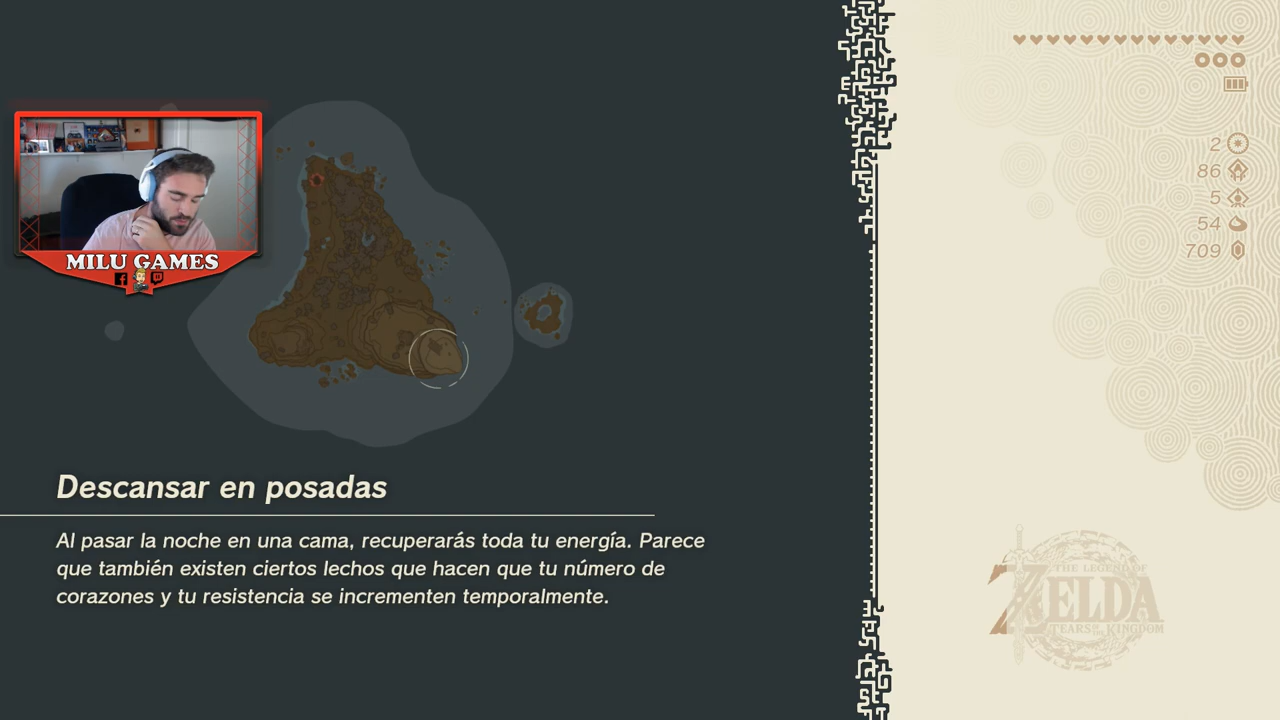 MILU GAMES
2
86
5
54
709
Descansar en posadas
Al pasar la noche en una cama, recuperarás toda tu energía. Parece
que también existen ciertos lechos que hacen que tu número de
corazones y tu resistencia se incrementen temporalmente.
THE LEGEND OF
ZELDA
TEARS OF THE KINGDOM